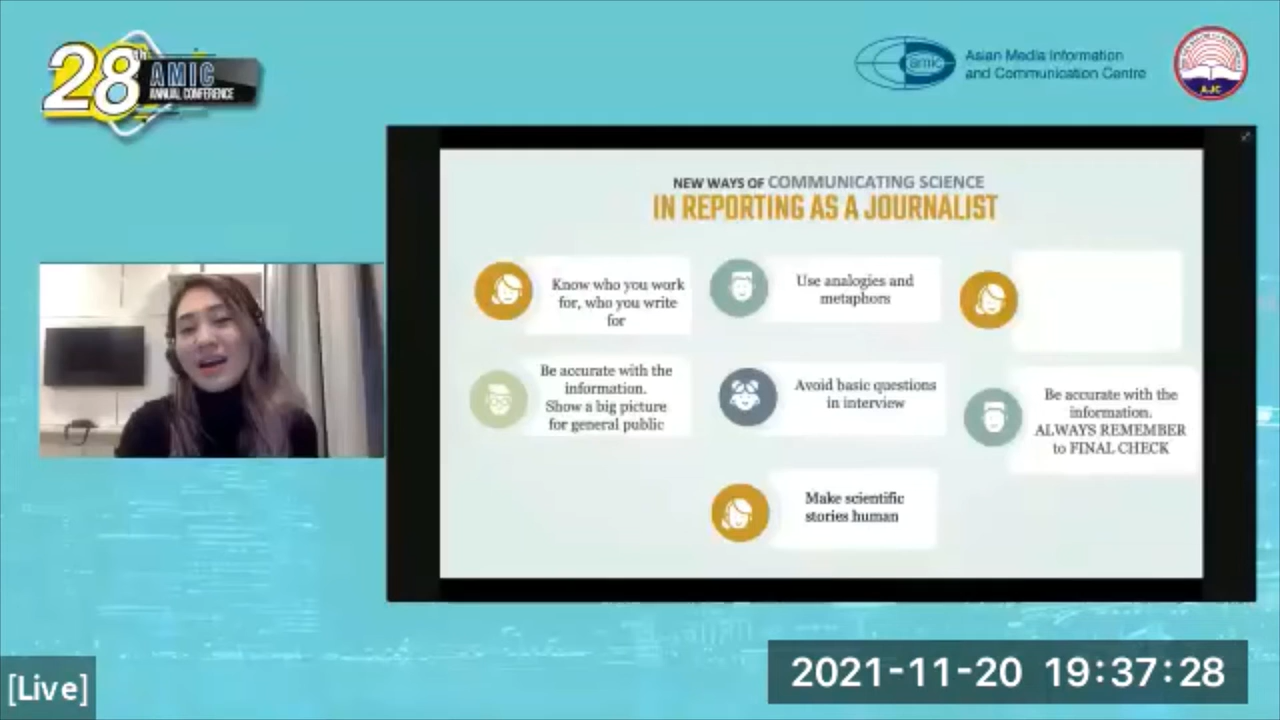 28th
AMIC
ANNUAL CONFERENCE
amic
Asian Media Information
and Communication Centre
AJC
NEW WAYS OF COMMUNICATING SCIENCE
IN REPORTING AS A JOURNALIST
Know who you work
for, who you write
for
Use analogies and
metaphors
Be accurate with the
information.
Show a big picture
for general public
Avoid basic questions
in interview
Be accurate with the
information.
ALWAYS REMEMBER
to FINAL CHECK
Make scientific
stories human
[Live]
2021-11-20 19:37:28